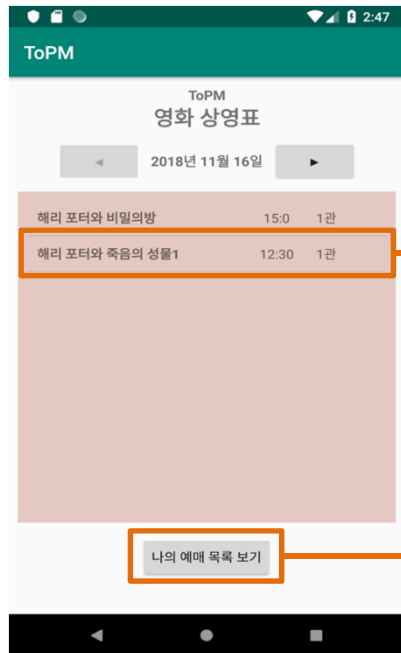 2:47
ToPM
ToPM
영화 상영표
◄ 2018년 11월 16일 ►
해리 포터와 비밀의방 15:0 1관
해리 포터와 죽음의 성물1 12:30 1관
나의 예매 목록 보기